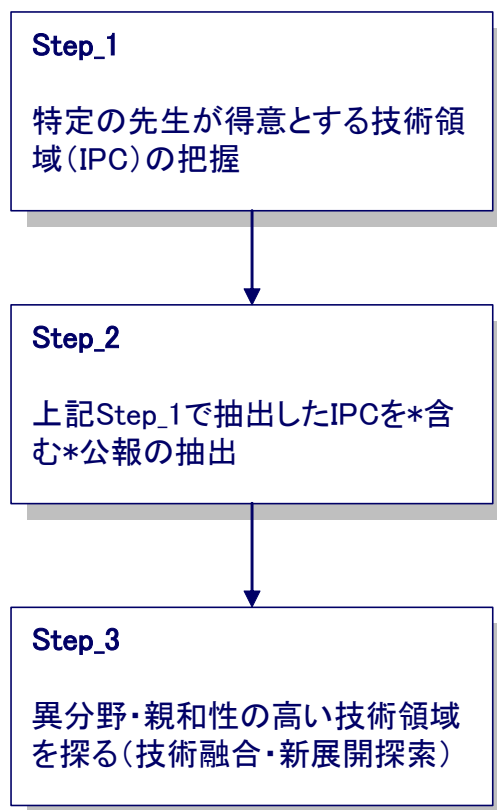 Step_1
特定の先生が得意とする技術領
域（IPC）の把握
Step_2
上記Step_1で抽出したIPCを*含
む*公報の抽出
Step_3
異分野・親和性の高い技術領域
を探る（技術融合・新展開探索）